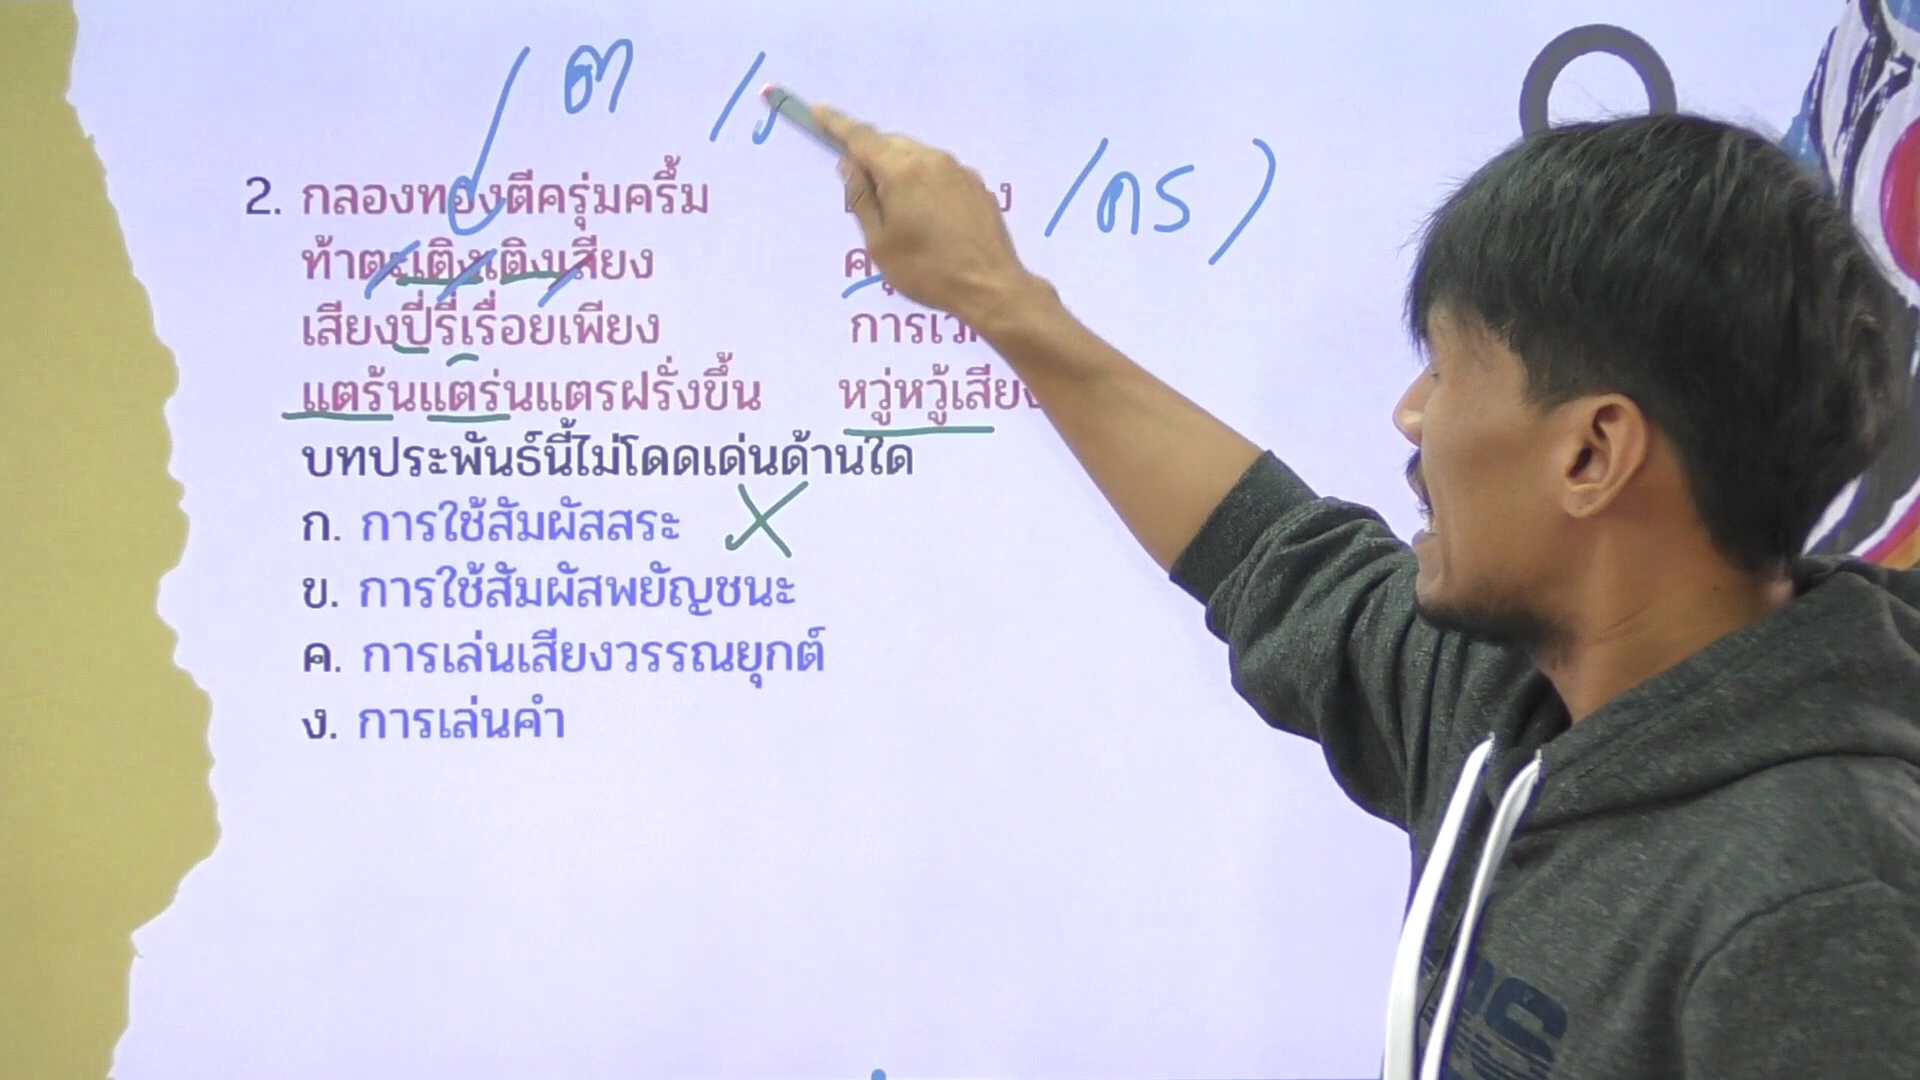 ต ร
/ ตร )
2. กลองทองตีครุ่มครึ้ม
ท้าตะเติงเติงเสียง
เสียงปี่รี่เรื่อยเพียง การเว
แตร้นแตร่นแตรฝรั่งขึ้น หวู่หวู้เสียง
บทประพันธ์นี้ไม่โดดเด่นด้านใด
ก. การใช้สัมผัสสระ X
ข. การใช้สัมผัสพยัญชนะ
ค. การเล่นเสียงวรรณยุกต์
ง. การเล่นคำ